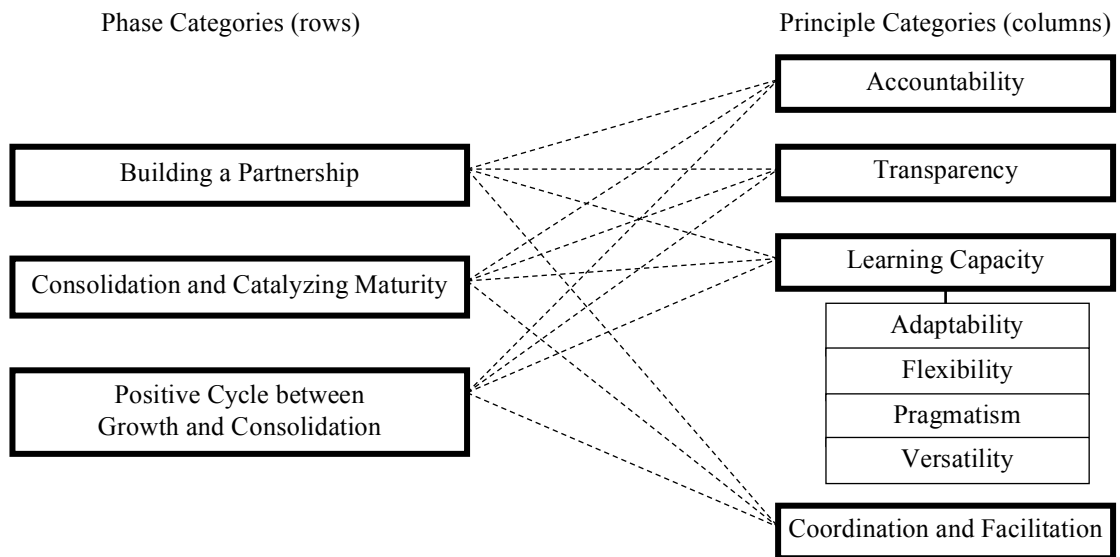 Phase Categories (rows)
Principle Categories (columns)
Accountability
Building a Partnership
Transparency
Consolidation and Catalyzing Maturity
Learning Capacity
Adaptability
Flexibility
Pragmatism
Versatility
Positive Cycle between
Growth and Consolidation
Coordination and Facilitation